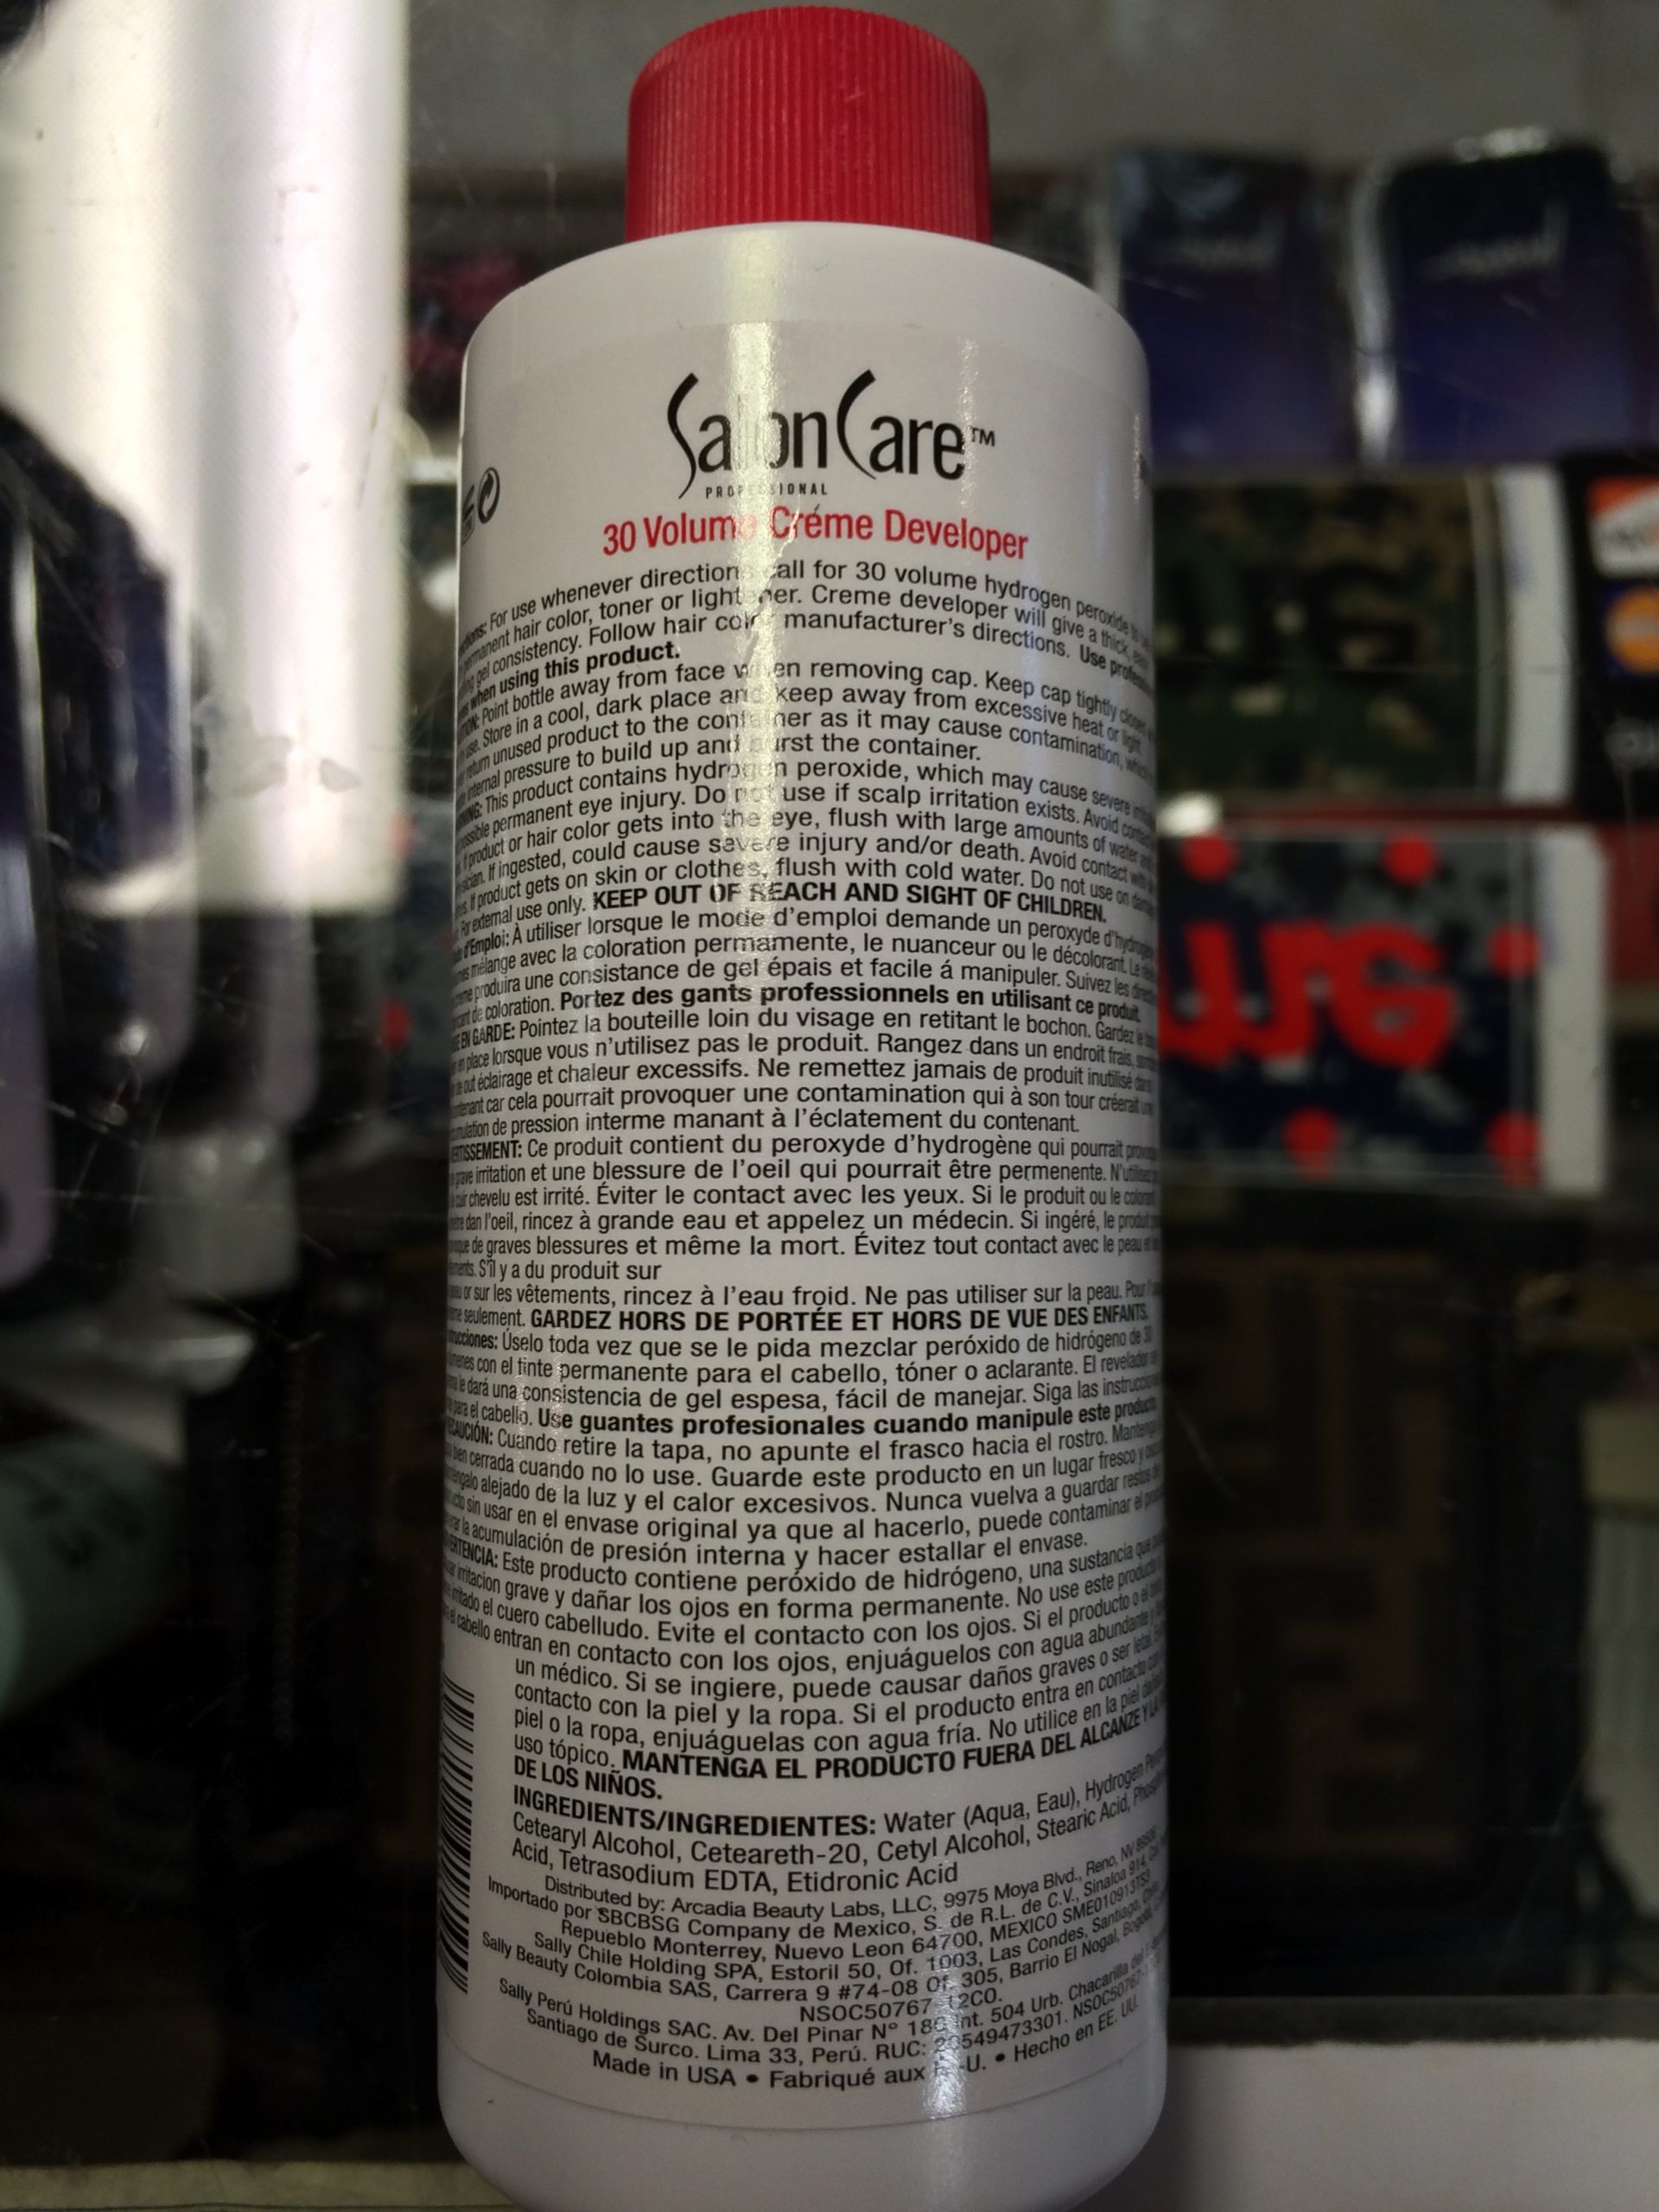 SalonCare™
PROFESSIONAL
30 Volume Créme Developer
For use whenever directions call for 30 volume hydrogen peroxide
hair color, toner or lightener. Creme developer will give a thick,
gel consistency. Follow hair color manufacturer's directions. Use
when using this product.
Point bottle away from face when removing cap. Keep cap tightly
use. Store in a cool, dark place and keep away from excessive heat or light.
return unused product to the container as it may cause contamination,
internal pressure to build up and burst the container.
This product contains hydrogen peroxide, which may cause severe
possible permanent eye injury. Do not use if scalp irritation exists. Avoid
If product or hair color gets into the eye, flush with large amounts of water
If ingested, could cause severe injury and/or death. Avoid contact with
If product gets on skin or clothes, flush with cold water. Do not use on
For external use only. KEEP OUT OF REACH AND SIGHT OF CHILDREN.
d'Emploi: À utiliser lorsque le mode d'emploi demande un peroxyde
mélange avec la coloration permamente, le nuanceur ou le décolorant.
produira une consistance de gel épais et facile á manipuler. Suivez les
de coloration. Portez des gants professionnels en utilisant ce produit.
EN GARDE: Pointez la bouteille loin du visage en retitant le bochon. Gardez
en place lorsque vous n'utilisez pas le produit. Rangez dans un endroit frais,
out éclairage et chaleur excessifs. Ne remettez jamais de produit inutilisé
car cela pourrait provoquer une contamination qui à son tour créerait
de pression interme manant à l'éclatement du contenant.
Ce produit contient du peroxyde d'hydrogène qui pourrait
grave irritation et une blessure de l'oeil qui pourrait être permenente.
cuir chevelu est irrité. Éviter le contact avec les yeux. Si le produit ou le
dan l'oeil, rincez à grande eau et appelez un médecin. Si ingéré, le
de graves blessures et même la mort. Évitez tout contact avec le peau
S'il y a du produit sur
or sur les vêtements, rincez à l'eau froid. Ne pas utiliser sur la peau. Pour
seulement. GARDEZ HORS DE PORTÉE ET HORS DE VUE DES ENFANTS.
Úselo toda vez que se le pida mezclar peróxido de hidrógeno de 30
con el tinte permanente para el cabello, tóner o aclarante. El revelador
le dará una consistencia de gel espesa, fácil de manejar. Siga las
para el cabello. Use guantes profesionales cuando manipule este
Cuando retire la tapa, no apunte el frasco hacia el rostro.
bien cerrada cuando no lo use. Guarde este producto en un lugar fresco y
alejado de la luz y el calor excesivos. Nunca vuelva a guardar restos
sin usar en el envase original ya que al hacerlo, puede contaminar el
la acumulación de presión interna y hacer estallar el envase.
Este producto contiene peróxido de hidrógeno, una sustancia que
irritacion grave y dañar los ojos en forma permanente. No use este
irritado el cuero cabelludo. Evite el contacto con los ojos. Si el producto o el
cabello entran en contacto con los ojos, enjuáguelos con agua abundante
un médico. Si se ingiere, puede causar daños graves o ser letal.
contacto con la piel y la ropa. Si el producto entra en contacto
piel o la ropa, enjuáguelas con agua fría. No utilice en la piel
uso tópico. MANTENGA EL PRODUCTO FUERA DEL ALCANZE Y
DE LOS NIÑOS.
INGREDIENTS/INGREDIENTES: Water (Aqua, Eau), Hydrogen
Cetearyl Alcohol, Ceteareth-20, Cetyl Alcohol, Stearic Acid,
Acid, Tetrasodium EDTA, Etidronic Acid
Distributed by: Arcadia Beauty Labs, LLC, 9975 Moya Blvd., Reno, NV
Importado por SBCBSG Company de Mexico, S. de R.L. de C.V., Sinaloa 914,
Repueblo Monterrey, Nuevo Leon 64700, MEXICO SME010913TS3
Sally Chile Holding SPA, Estoril 50, Of. 1003, Las Condes, Santiago,
Sally Beauty Colombia SAS, Carrera 9 #74-08 Of. 305, Barrio El Nogal,
Sally Perú Holdings SAC. Av. Del Pinar N° Int. 504 Urb. Chacarilla del
Santiago de Surco. Lima 33, Perú. RUC:
Made in USA • Fabriqué aux • Hecho en EE. UU.